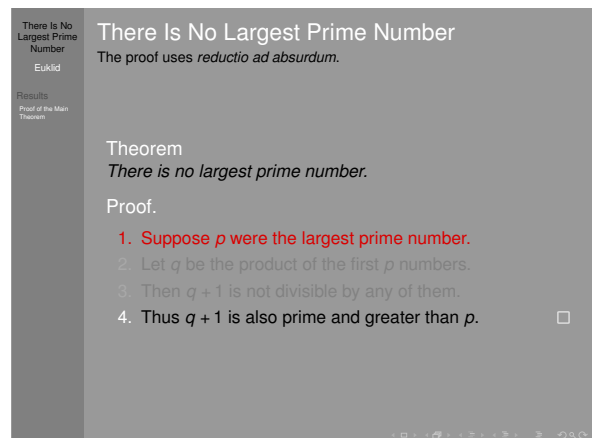 There Is No
Largest Prime
Number
Euklid
Results
Proof of the Main
Theorem
There Is No Largest Prime Number
The proof uses reductio ad absurdum.
Theorem
There is no largest prime number.
Proof.
1. Suppose p were the largest prime number.
2. Let q be the product of the first p numbers.
3. Then q + 1 is not divisible by any of them.
4. Thus q + 1 is also prime and greater than p.